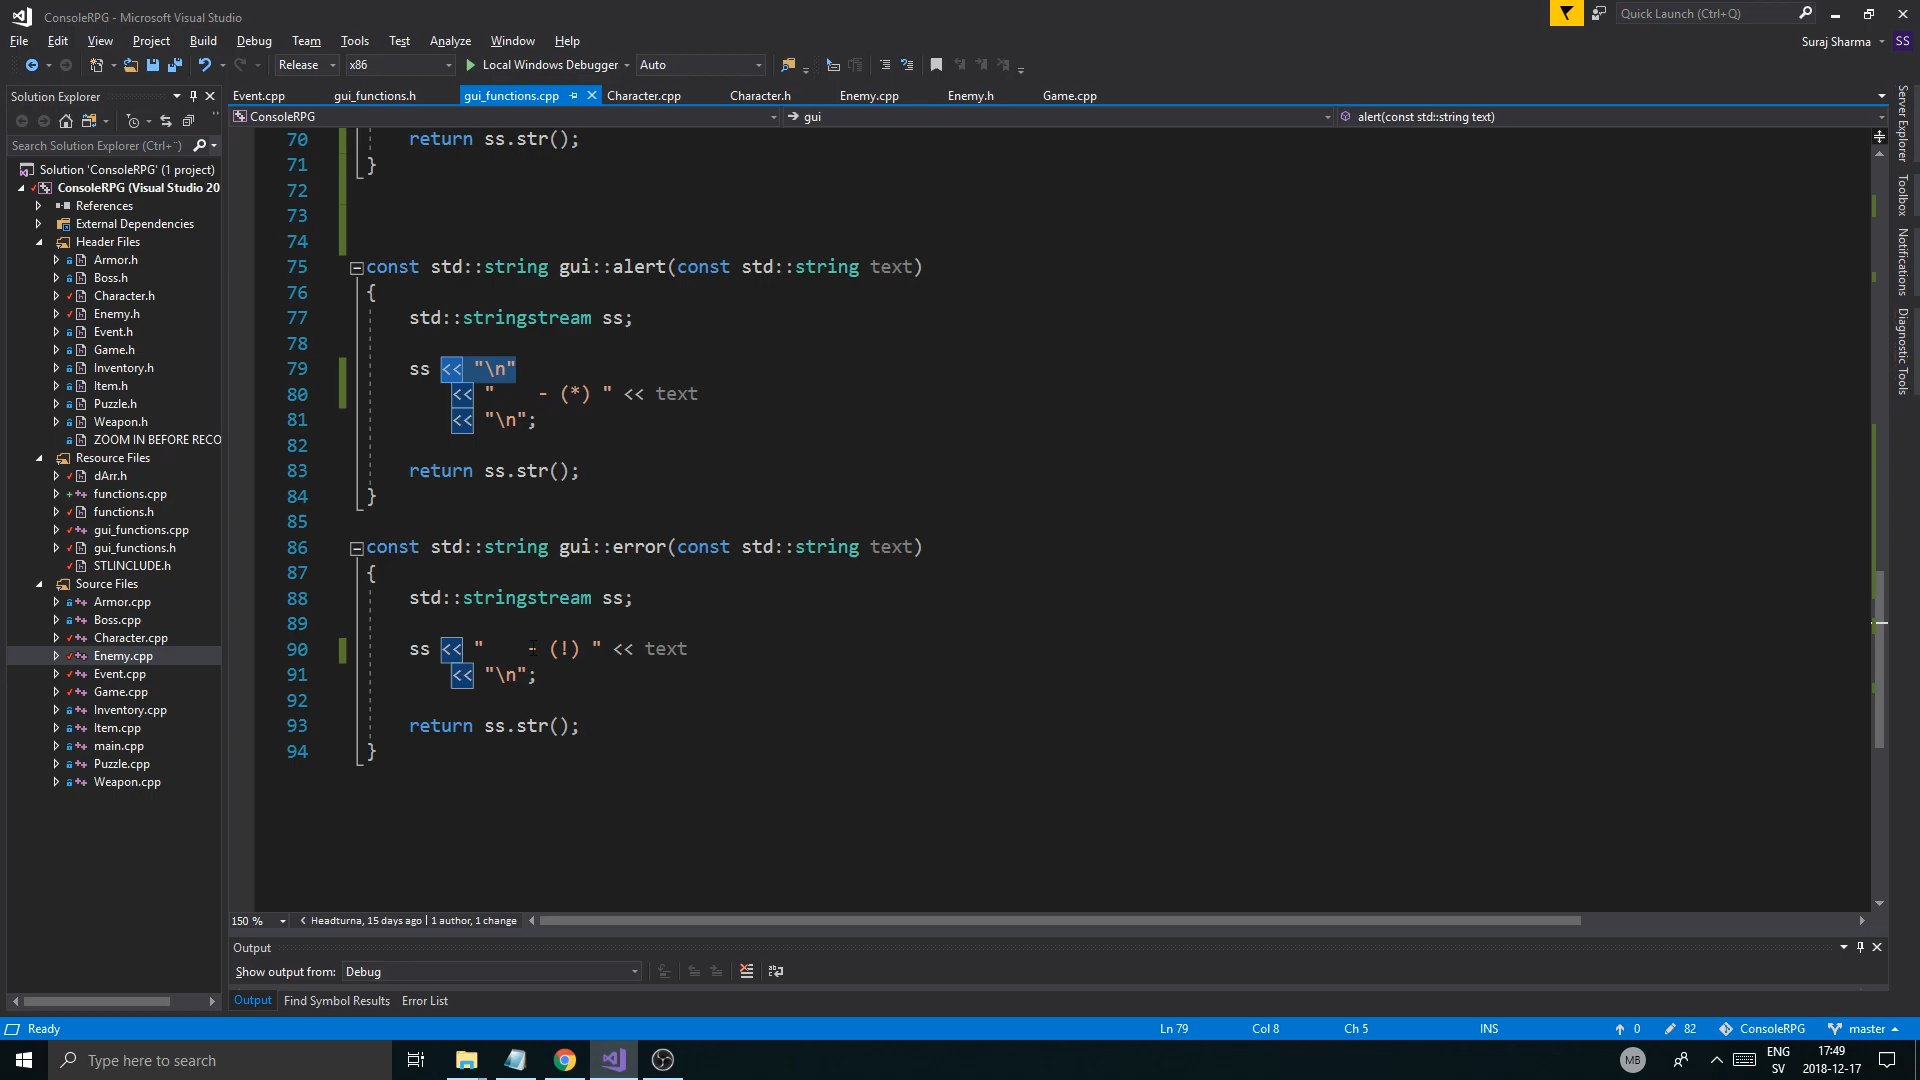 ConsoleRPG - Microsoft Visual Studio
Quick Launch (Ctrl+Q)
File Edit View Project Build Debug Team Tools Test Analyze Window Help
Suraj Sharma SS
Release x86 Local Windows Debugger Auto
Solution Explorer
Event.cpp gui_functions.h gui_functions.cpp Character.cpp Character.h Enemy.cpp Enemy.h Game.cpp
ConsoleRPG gui alert(const std::string text)
Search Solution Explorer (Ctrl+¨)
Solution 'ConsoleRPG' (1 project)
ConsoleRPG (Visual Studio 20
References
External Dependencies
Header Files
Armor.h
Boss.h
Character.h
Enemy.h
Event.h
Game.h
Inventory.h
Item.h
Puzzle.h
Weapon.h
ZOOM IN BEFORE RECO
Resource Files
dArr.h
functions.cpp
functions.h
gui_functions.cpp
gui_functions.h
STLINCLUDE.h
Source Files
Armor.cpp
Boss.cpp
Character.cpp
Enemy.cpp
Event.cpp
Game.cpp
Inventory.cpp
Item.cpp
main.cpp
Puzzle.cpp
Weapon.cpp
70 return ss.str();
71 }
72
73
74
75 const std::string gui::alert(const std::string text)
76 {
77 std::stringstream ss;
78
79 ss << "\n"
80 << "    - (*) " << text
81 << "\n";
82
83 return ss.str();
84 }
85
86 const std::string gui::error(const std::string text)
87 {
88 std::stringstream ss;
89
90 ss << "    - (!) " << text
91 << "\n";
92
93 return ss.str();
94 }
Server Explorer
Toolbox
Notifications
Diagnostic Tools
150 % Headturna, 15 days ago | 1 author, 1 change
Output
Show output from: Debug
Output Find Symbol Results Error List
Ready Ln 79 Col 8 Ch 5 INS 0 82 ConsoleRPG master
Type here to search
MB
ENG
SV
17:49
2018-12-17